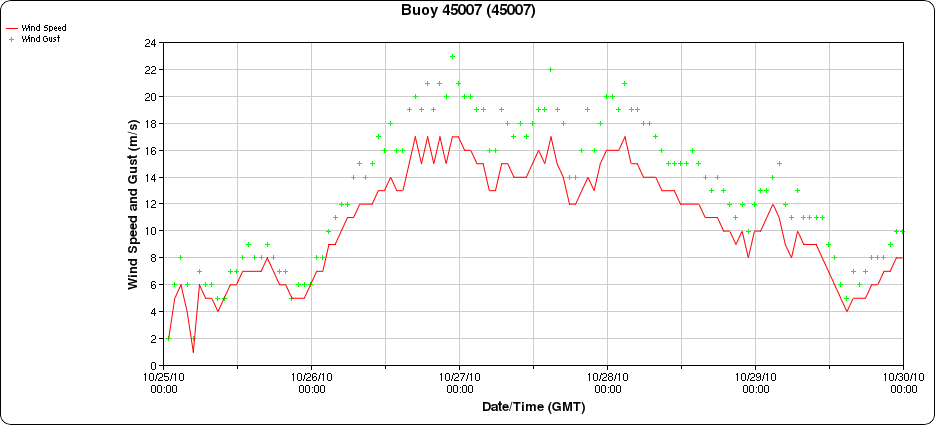 Buoy 45007 (45007)
Wind Speed
Wind Gust
24
22
20
18
16
14
12
10
8
6
4
2
0
Wind Speed and Gust (m/s)
10/25/10 10/26/10 10/27/10 10/28/10 10/29/10 10/30/10
00:00 00:00 00:00 00:00 00:00 00:00
Date/Time (GMT)